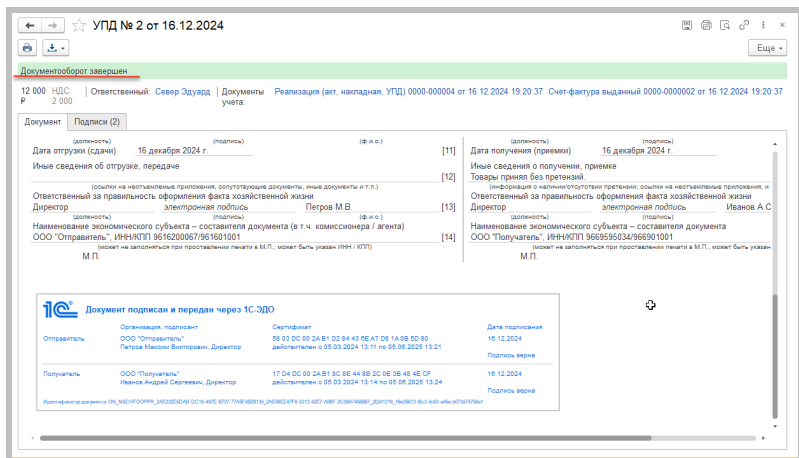 УПД № 2 от 16.12.2024
Еще
Документооборот завершен
12 000 ₽ НДС: 2 000 Ответственный: Север Эдуард Документы учета: Реализация (акт, накладная, УПД) 0000-000004 от 16.12.2024 19:20:37 Счет-фактура выданный 0000-0000002 от 16.12.2024 19:20:37
Документ Подписи (2)
(должность) (подпись) (ф.и.о.)
Дата отгрузки (сдачи) 16 декабря 2024 г. [11]
Иные сведения об отгрузке, передаче
[12]
(ссылки на неотъемлемые приложения, сопутствующие документы, иные документы и т.п.)
Ответственный за правильность оформления факта хозяйственной жизни
Директор электронная подпись Петров М.В. [13]
(должность) (подпись) (ф.и.о.)
Наименование экономического субъекта – составителя документа (в т.ч. комиссионера / агента)
ООО "Отправитель", ИНН/КПП 9616200067/961601001 [14]
(может не заполняться при проставлении печати в М.П., может быть указан ИНН / КПП)
М.П.
(должность) (подпись)
Дата получения (приемки) 16 декабря 2024 г.
Иные сведения о получении, приемке
Товары принял без претензий.
(информация о наличии/отсутствии претензии; ссылки на неотъемлемые приложения, и
Ответственный за правильность оформления факта хозяйственной жизни
Директор электронная подпись Иванов А.С
(должность) (подпись)
Наименование экономического субъекта – составителя документа
ООО "Получатель", ИНН/КПП 9669595034/966901001
(может не заполняться при проставлении печати в М.П., может быть указан
М.П.
1С Документ подписан и передан через 1С-ЭДО
Организация, подписант Сертификат Дата подписания
Отправитель ООО "Отправитель" 58 03 DC 00 2A B1 D2 84 43 6E A7 D8 1A 0B 5D 80 16.12.2024
Петров Максим Викторович, Директор действителен с 05.03.2024 13:11 по 05.06.2025 13:21
Подпись верна
Получатель ООО "Получатель" 17 D4 DC 00 2A B1 8C 8E 44 8B 2C 0E 3B 48 4E CF 16.12.2024
Иванов Андрей Сергеевич, Директор действителен с 05.03.2024 13:14 по 05.06.2025 13:24
Подпись верна
Идентификатор документа: